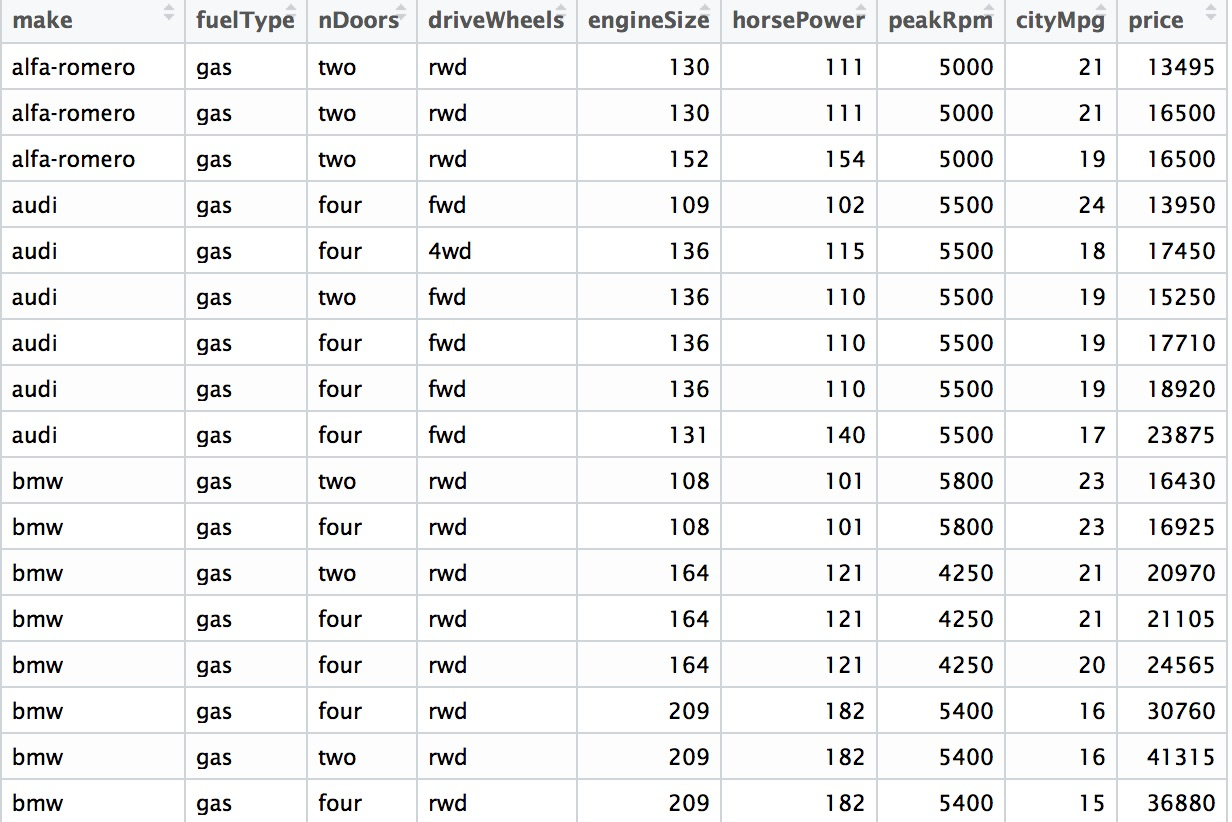 make fuelType nDoors driveWheels engineSize horsePower peakRpm cityMpg price
alfa-romero gas two rwd 130 111 5000 21 13495
alfa-romero gas two rwd 130 111 5000 21 16500
alfa-romero gas two rwd 152 154 5000 19 16500
audi gas four fwd 109 102 5500 24 13950
audi gas four 4wd 136 115 5500 18 17450
audi gas two fwd 136 110 5500 19 15250
audi gas four fwd 136 110 5500 19 17710
audi gas four fwd 136 110 5500 19 18920
audi gas four fwd 131 140 5500 17 23875
bmw gas two rwd 108 101 5800 23 16430
bmw gas four rwd 108 101 5800 23 16925
bmw gas two rwd 164 121 4250 21 20970
bmw gas four rwd 164 121 4250 21 21105
bmw gas four rwd 164 121 4250 20 24565
bmw gas four rwd 209 182 5400 16 30760
bmw gas two rwd 209 182 5400 16 41315
bmw gas four rwd 209 182 5400 15 36880